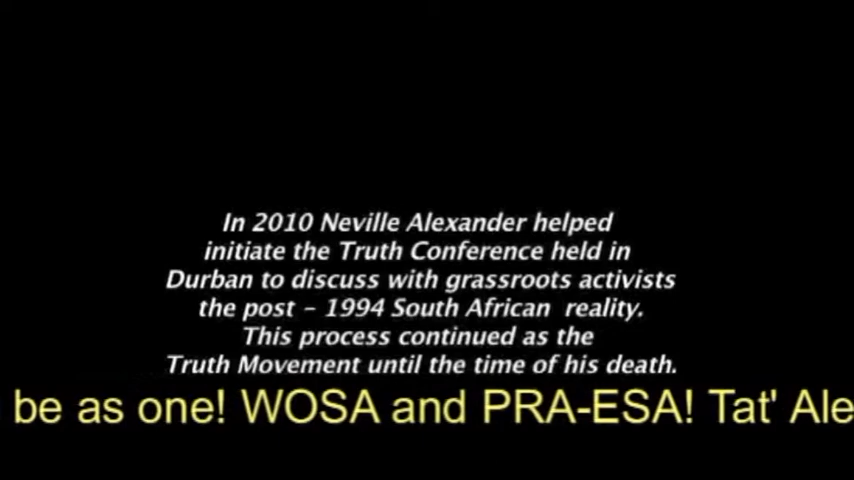 In 2010 Neville Alexander helped
initiate the Truth Conference held in
Durban to discuss with grassroots activists
the post – 1994 South African reality.
This process continued as the
Truth Movement until the time of his death.
be as one! WOSA and PRA-ESA! Tat' Ale